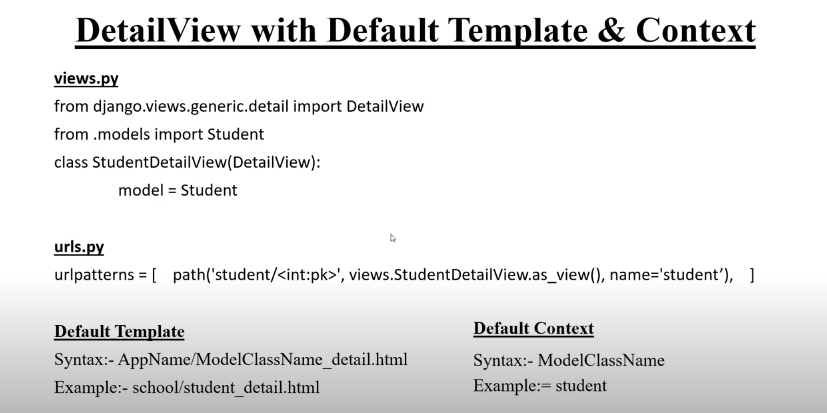 DetailView with Default Template & Context
views.py
from django.views.generic.detail import DetailView
from .models import Student
class StudentDetailView(DetailView):
model = Student
urls.py
urlpatterns = [ path('student/<int:pk>', views.StudentDetailView.as_view(), name='student’), ]
Default Template
Syntax:- AppName/ModelClassName_detail.html
Example:- school/student_detail.html
Default Context
Syntax:- ModelClassName
Example:= student